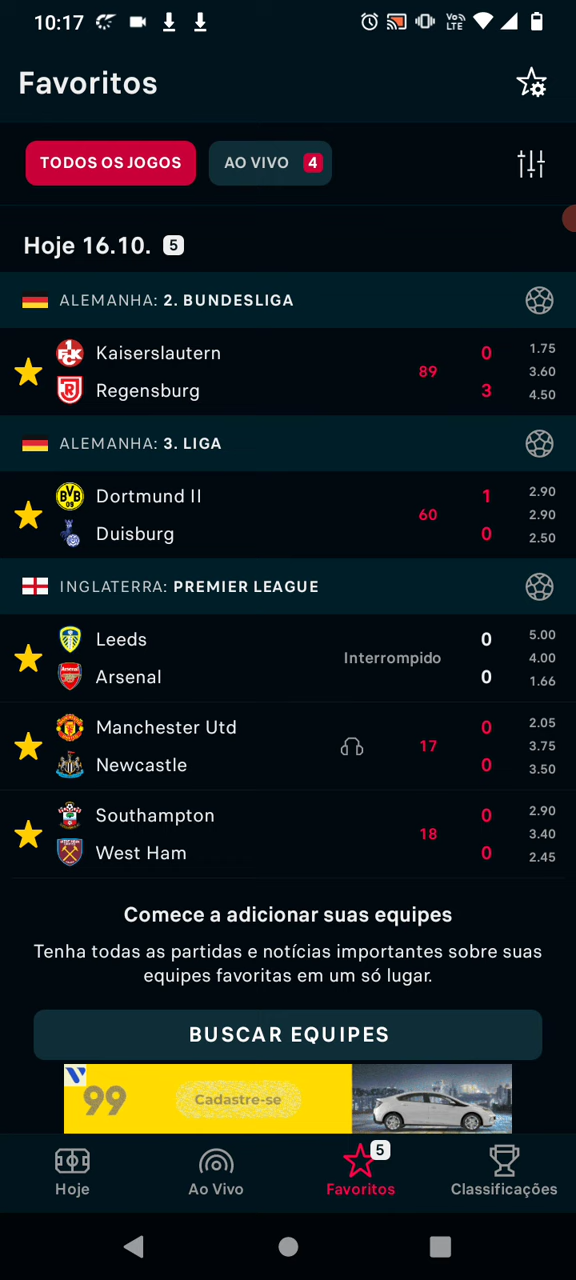 10:17
Vo)) LTE
Favoritos
TODOS OS JOGOS
AO VIVO 4
Hoje 16.10. 5
ALEMANHA: 2. BUNDESLIGA
Kaiserslautern 0 1.75
89 3.60
Regensburg 3 4.50
ALEMANHA: 3. LIGA
Dortmund II 1 2.90
60 2.90
Duisburg 0 2.50
INGLATERRA: PREMIER LEAGUE
Leeds 0 5.00
Interrompido 4.00
Arsenal 0 1.66
Manchester Utd 0 2.05
17 3.75
Newcastle 0 3.50
Southampton 0 2.90
18 3.40
West Ham 0 2.45
Comece a adicionar suas equipes
Tenha todas as partidas e notícias importantes sobre suas
equipes favoritas em um só lugar.
BUSCAR EQUIPES
99
Cadastre-se
5
Hoje
Ao Vivo
Favoritos
Classificações